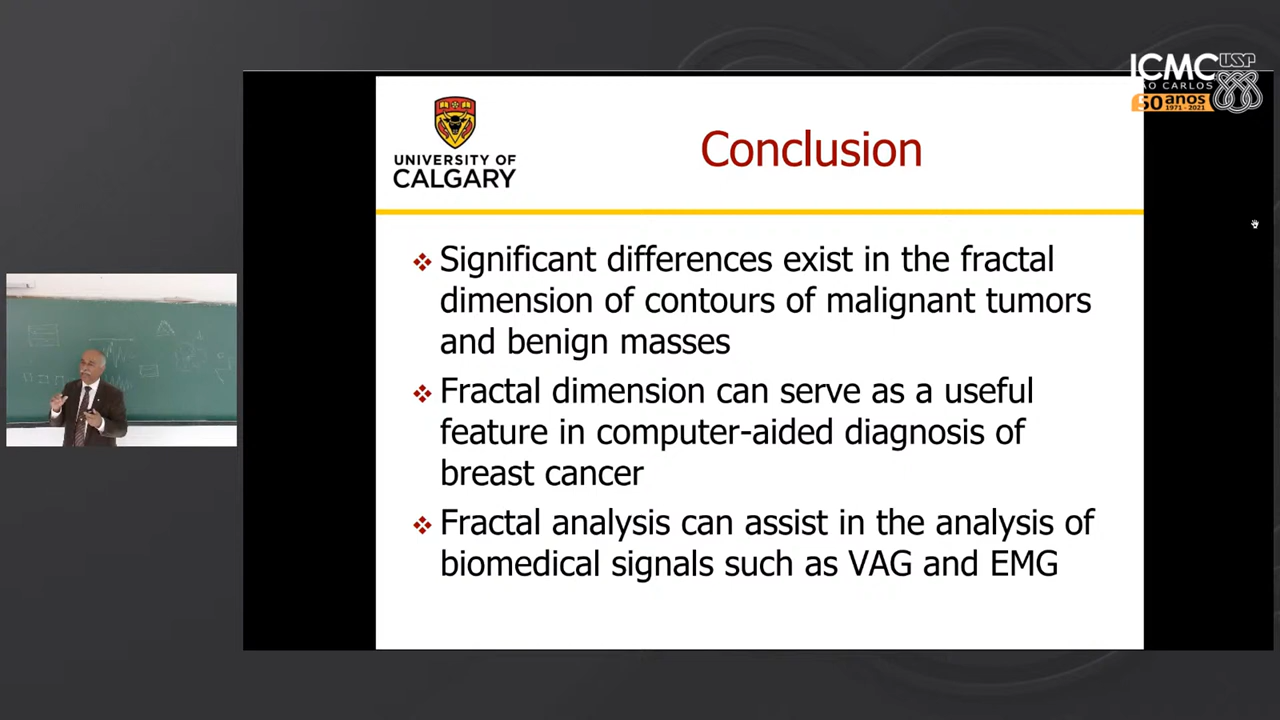 ICMC USP
SÃO CARLOS
50 anos
1971 - 2021
UNIVERSITY OF
CALGARY
Conclusion
Significant differences exist in the fractal
dimension of contours of malignant tumors
and benign masses
Fractal dimension can serve as a useful
feature in computer-aided diagnosis of
breast cancer
Fractal analysis can assist in the analysis of
biomedical signals such as VAG and EMG